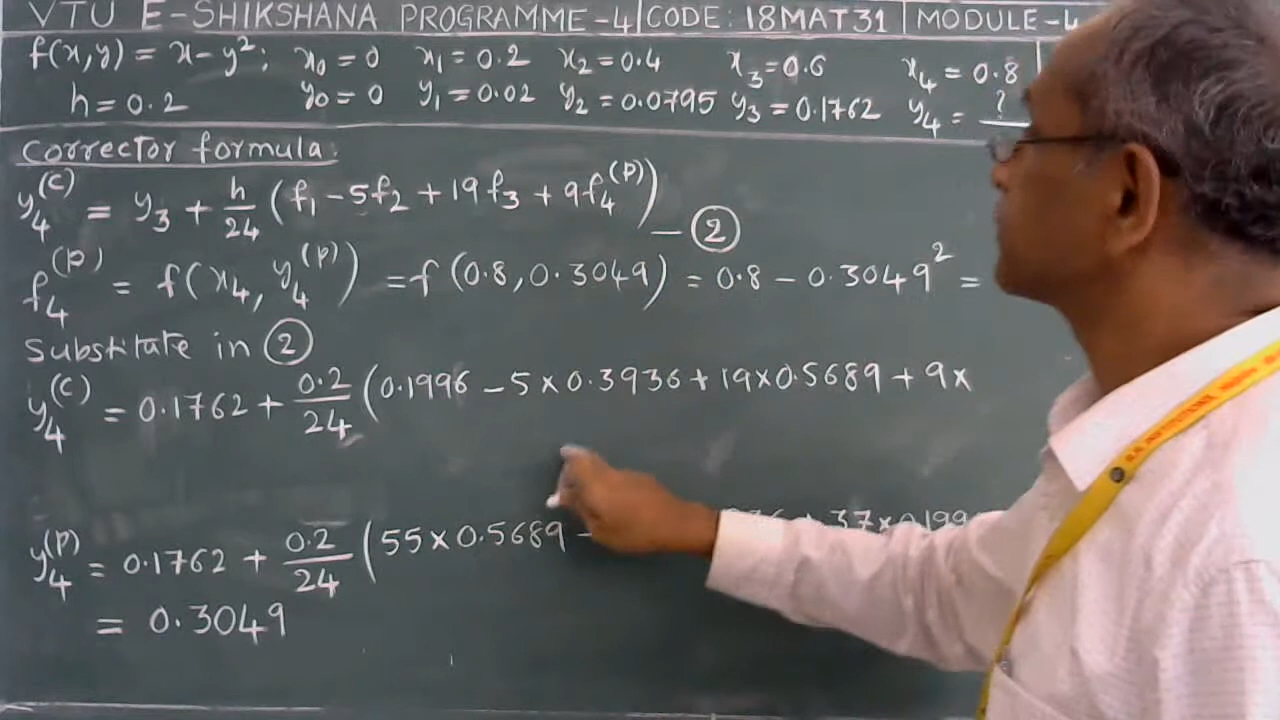 VTU E-SHIKSHANA PROGRAMME-4 | CODE: 18MAT31 | MODULE-4
f(x,y) = x-y²; x₀ = 0 x₁ = 0.2 x₂ = 0.4 x₃ = 0.6 x₄ = 0.8
h = 0.2 y₀ = 0 y₁ = 0.02 y₂ = 0.0795 y₃ = 0.1762 y₄ = ?
Corrector formula:
y₄^(C) = y₃ + h/24 (f₁ - 5f₂ + 19f₃ + 9f₄^(P)) — ②
f₄^(P) = f(x₄, y₄^(P)) = f(0.8, 0.3049) = 0.8 - 0.3049² =
Substitute in ②
y₄^(C) = 0.1762 + 0.2/24 (0.1996 - 5×0.3936 + 19×0.5689 + 9×
y₄^(P) = 0.1762 + 0.2/24 (55×0.5689 - 36 + 37×0.199
= 0.3049